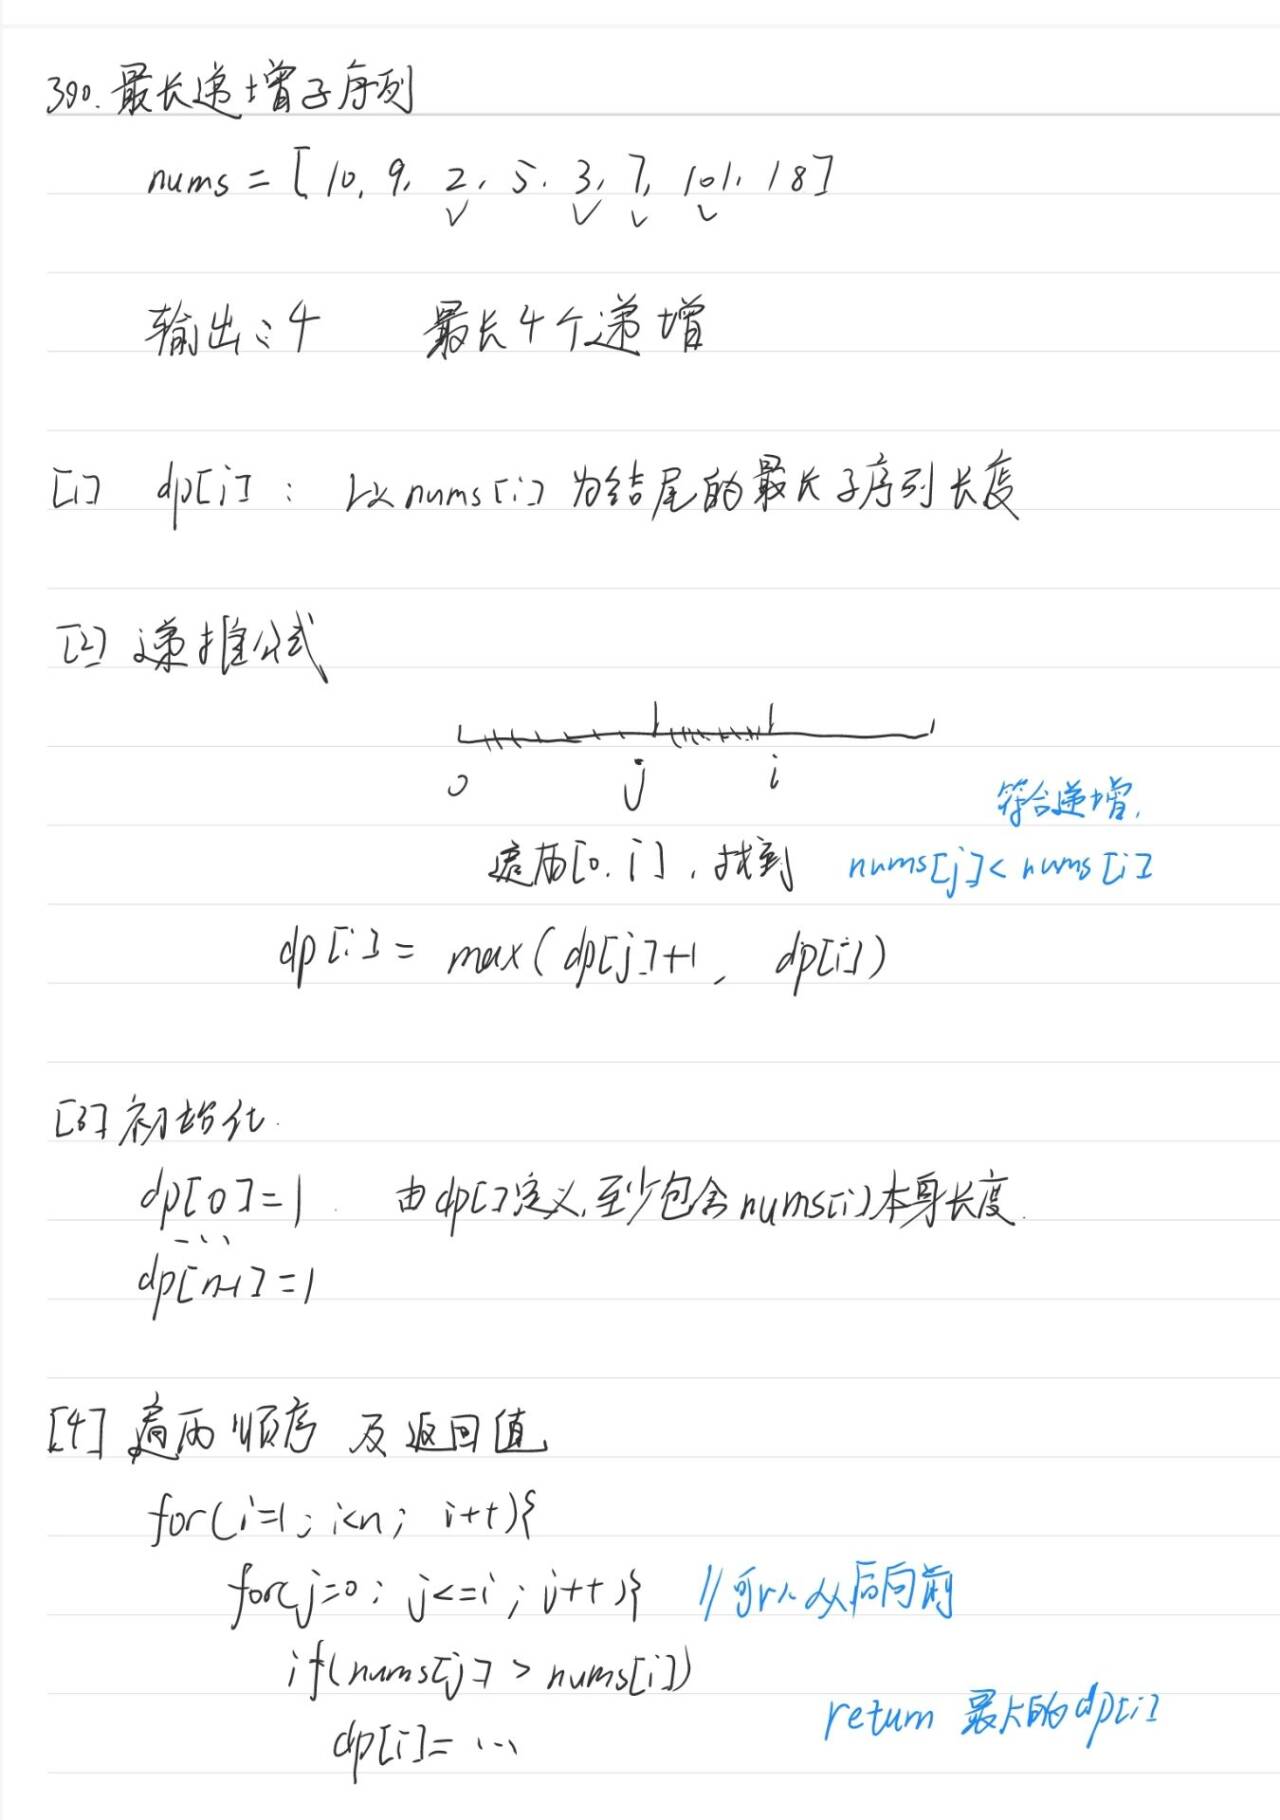 300. 最长递增子序列
nums = [10, 9, 2, 5, 3, 7, 101, 18]
输出:4 最长4个递增
[1] dp[i] : 以nums[i]为结尾的最长子序列长度
[2] 递推公式
0 j i
符合递增,
遍历[0, i], 找到 nums[j]< nums[i]
dp[i] = max(dp[j]+1, dp[i])
[3] 初始化.
dp[0]=1 由dp[]定义,至少包含nums[i]本身长度.
...
dp[n-1]=1
[4] 遍历顺序 及 返回值
for(i=1; i<n; i++){
for(j=0; j<=i; j++){ //可以从后向前
if(nums[j] > nums[i])
return 最大的dp[i]
dp[i]= ...